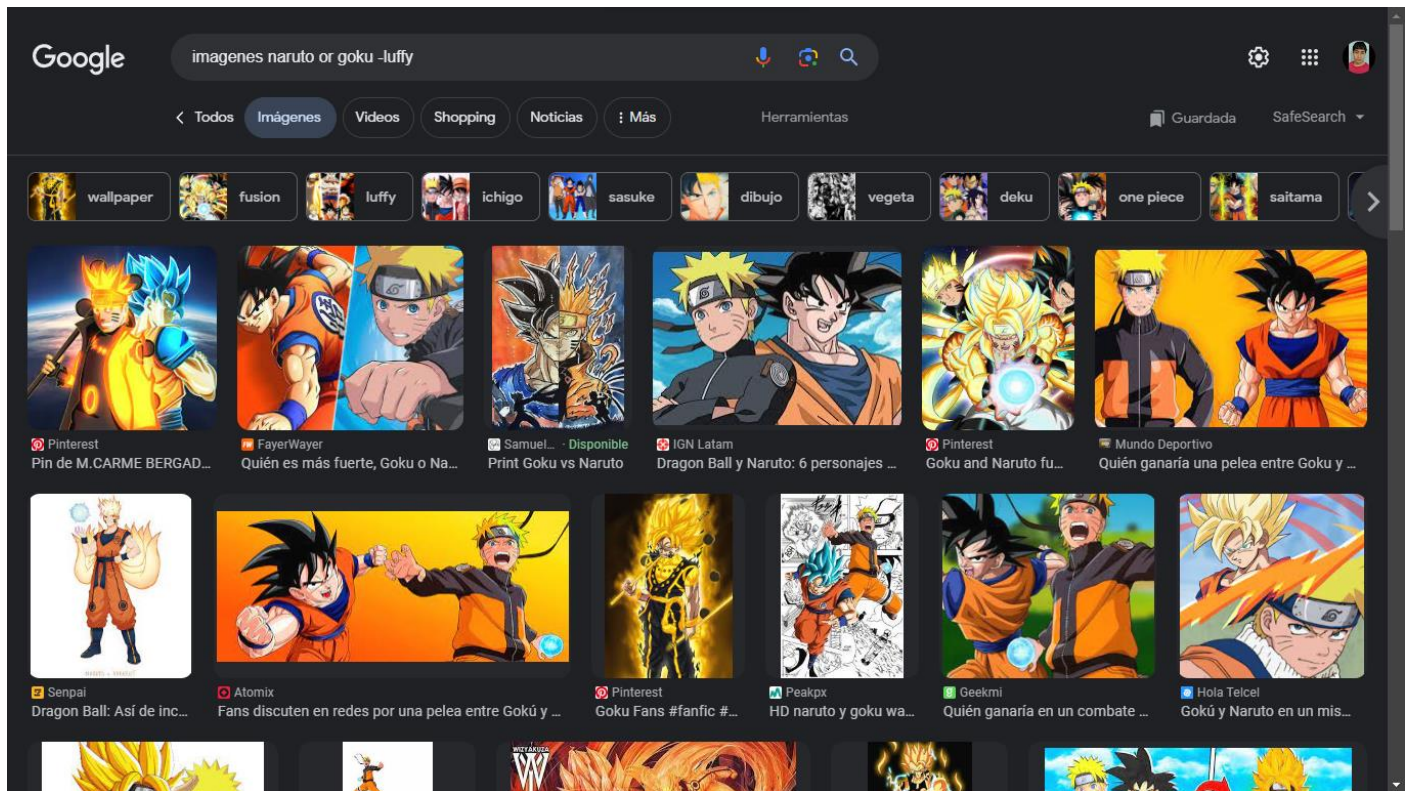 Google
imagenes naruto or goku -luffy
Todos
Imágenes
Videos
Shopping
Noticias
Más
Herramientas
Guardada
SafeSearch
wallpaper
fusion
luffy
ichigo
sasuke
dibujo
vegeta
deku
one piece
saitama
Pinterest
Pin de M.CARME BERGAD...
FayerWayer
Quién es más fuerte, Goku o Na...
Samuel... · Disponible
Print Goku vs Naruto
IGN Latam
Dragon Ball y Naruto: 6 personajes ...
Pinterest
Goku and Naruto fu...
Mundo Deportivo
Quién ganaría una pelea entre Goku y ...
Senpai
Dragon Ball: Así de inc...
Atomix
Fans discuten en redes por una pelea entre Gokú y ...
Pinterest
Goku Fans #fanfic #...
Peakpx
HD naruto y goku wa...
Geekmi
Quién ganaría en un combate ...
Hola Telcel
Gokú y Naruto en un mis...
WIZYAKUZA